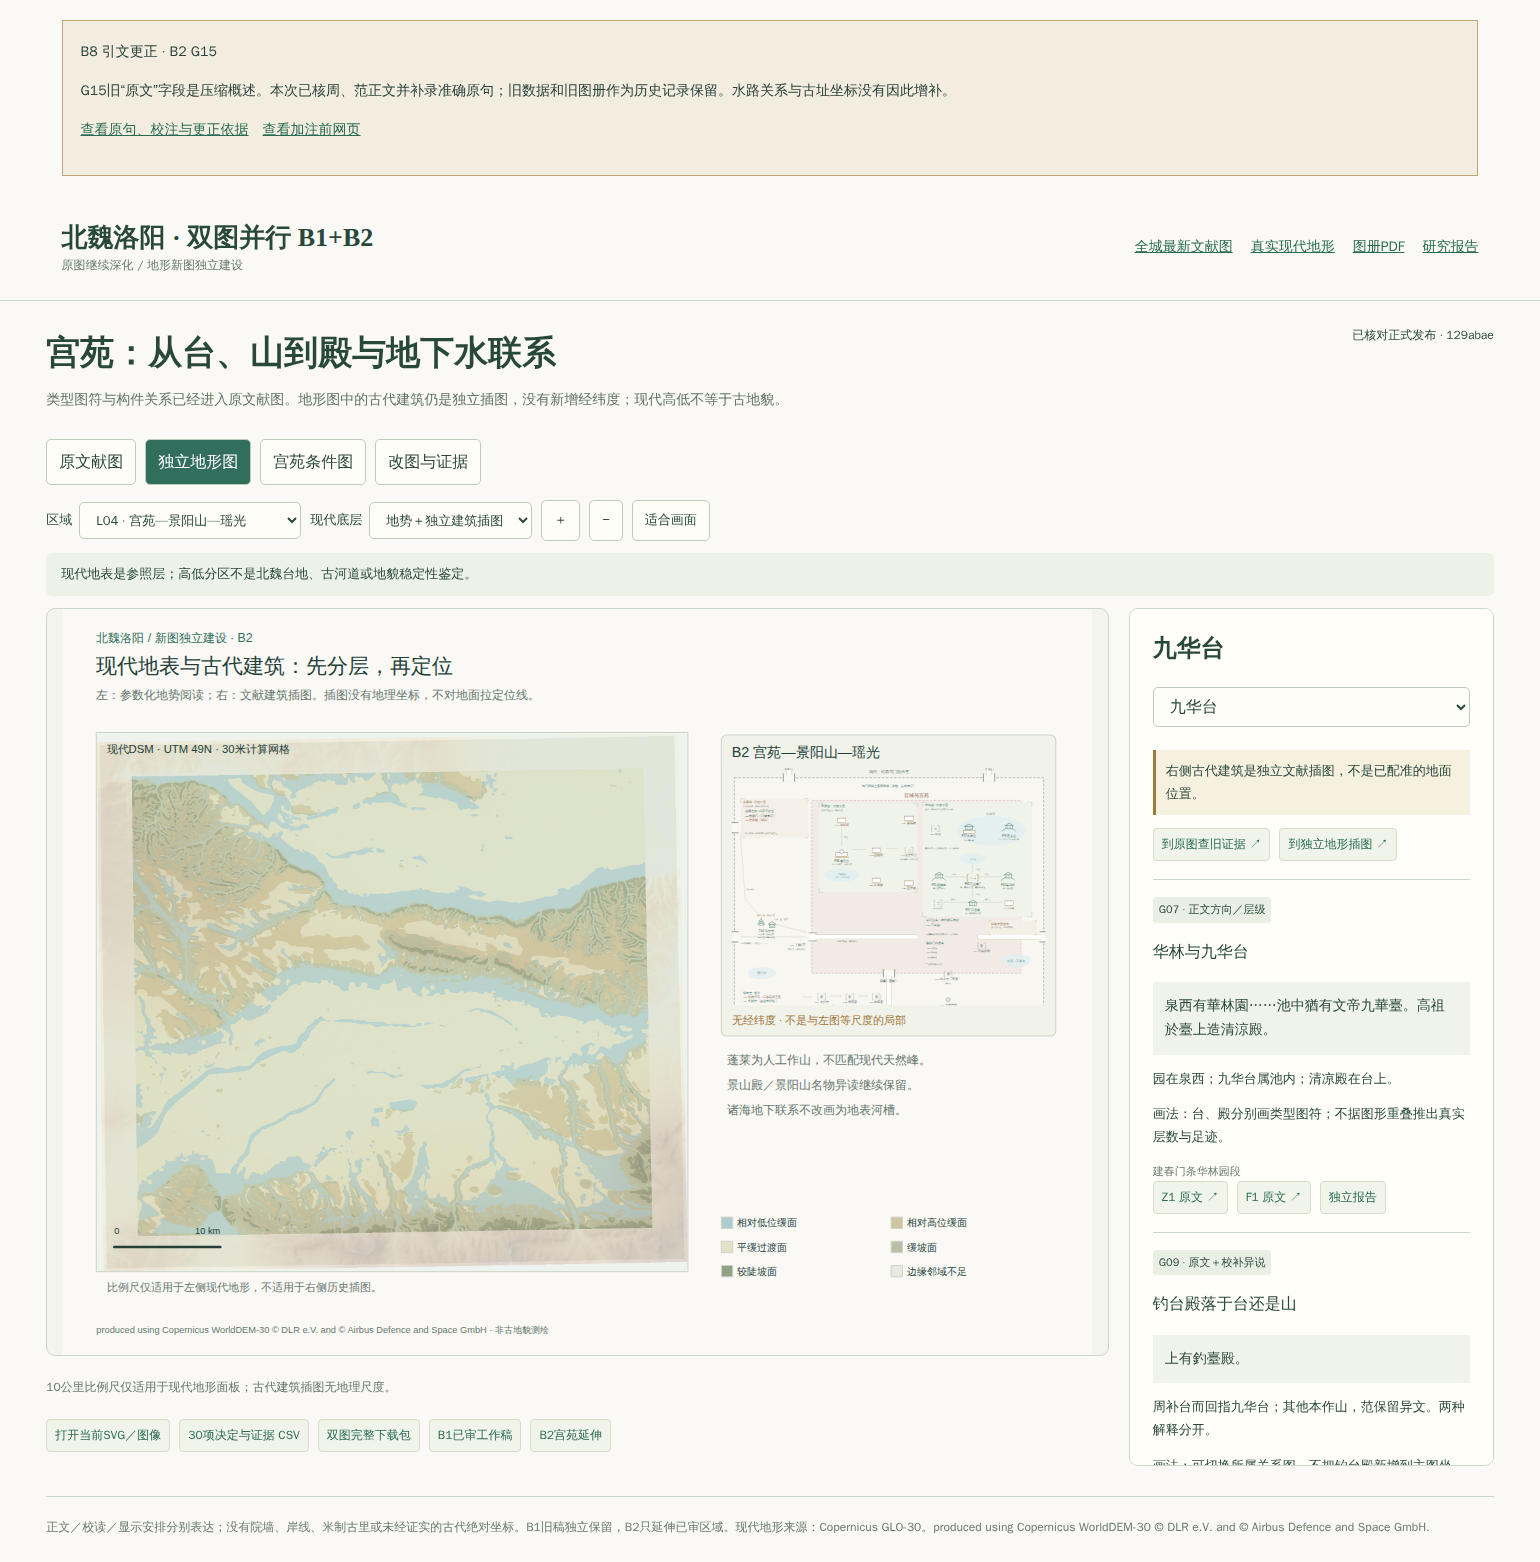 B8 引文更正 · B2 G15
G15旧“原文”字段是压缩概述。本次已核周、范正文并补录准确原句；旧数据和旧图册作为历史记录保留。水路关系与古址坐标没有因此增补。
查看原句、校注与更正依据 查看加注前网页
北魏洛阳 · 双图并行 B1+B2
原图继续深化 / 地形新图独立建设
全城最新文献图 真实现代地形 图册PDF 研究报告
宫苑：从台、山到殿与地下水联系
已核对正式发布 · 129abae
类型图符与构件关系已经进入原文献图。地形图中的古代建筑仍是独立插图，没有新增经纬度；现代高低不等于古地貌。
原文献图 独立地形图 宫苑条件图 改图与证据
区域 L04 · 宫苑—景阳山—瑶光 现代底层 地势＋独立建筑插图 + − 适合画面
现代地表是参照层；高低分区不是北魏台地、古河道或地貌稳定性鉴定。
北魏洛阳 / 新图独立建设 · B2
现代地表与古代建筑：先分层，再定位
左：参数化地势阅读；右：文献建筑插图。插图没有地理坐标，不对地面拉定位线。
现代DSM · UTM 49N · 30米计算网格
0 10 km
比例尺仅适用于左侧现代地形，不适用于右侧历史插图。
B2 宫苑—景阳山—瑶光
无经纬度 · 不是与左图等尺度的局部
蓬莱为人工作山，不匹配现代天然峰。
景山殿／景阳山名物异读继续保留。
诸海地下联系不改画为地表河槽。
相对低位缓面 相对高位缓面
平缓过渡面 缓坡面
较陡坡面 边缘邻域不足
produced using Copernicus WorldDEM-30 © DLR e.V. and © Airbus Defence and Space GmbH · 非古地貌测绘
10公里比例尺仅适用于现代地形面板；古代建筑插图无地理尺度。
打开当前SVG／图像 30项决定与证据 CSV 双图完整下载包 B1已审工作稿 B2宫苑延伸
九华台
九华台
右侧古代建筑是独立文献插图，不是已配准的地面
位置。
到原图查旧证据 ↗ 到独立地形插图 ↗
G07 · 正文方向／层级
华林与九华台
泉西有華林園⋯⋯池中猶有文帝九華臺。高祖
於臺上造清涼殿。
园在泉西；九华台属池内；清凉殿在台上。
画法：台、殿分别画类型图符；不据图形重叠推出真实
层数与足迹。
建春门条华林园段
Z1 原文 ↗ F1 原文 ↗ 独立报告
G09 · 原文＋校补异说
钓台殿落于台还是山
上有釣臺殿。
周补台而回指九华台；其他本作山，范保留异文。两种
解释分开。
正文／校读／显示安排分别表达；没有院墙、岸线、米制古里或未经证实的古代绝对坐标。B1旧稿独立保留，B2只延伸已审区域。现代地形来源：Copernicus GLO-30。produced using Copernicus WorldDEM-30 © DLR e.V. and © Airbus Defence and Space GmbH.